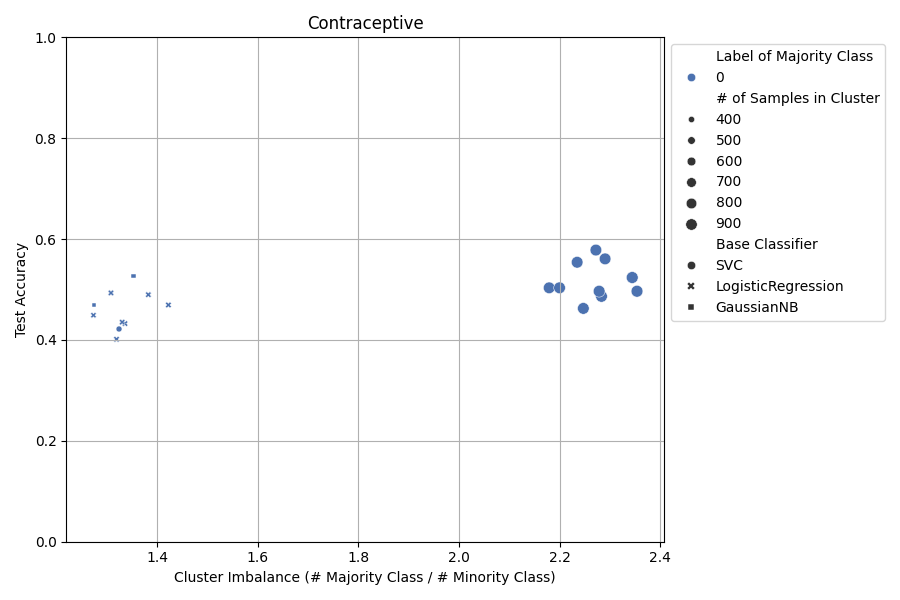 Contraceptive
Test Accuracy
1.0
0.8
0.6
0.4
0.2
0.0
1.4
1.6
1.8
2.0
2.2
2.4
Cluster Imbalance (# Majority Class / # Minority Class)
Label of Majority Class
0
# of Samples in Cluster
400
500
600
700
800
900
Base Classifier
SVC
LogisticRegression
GaussianNB